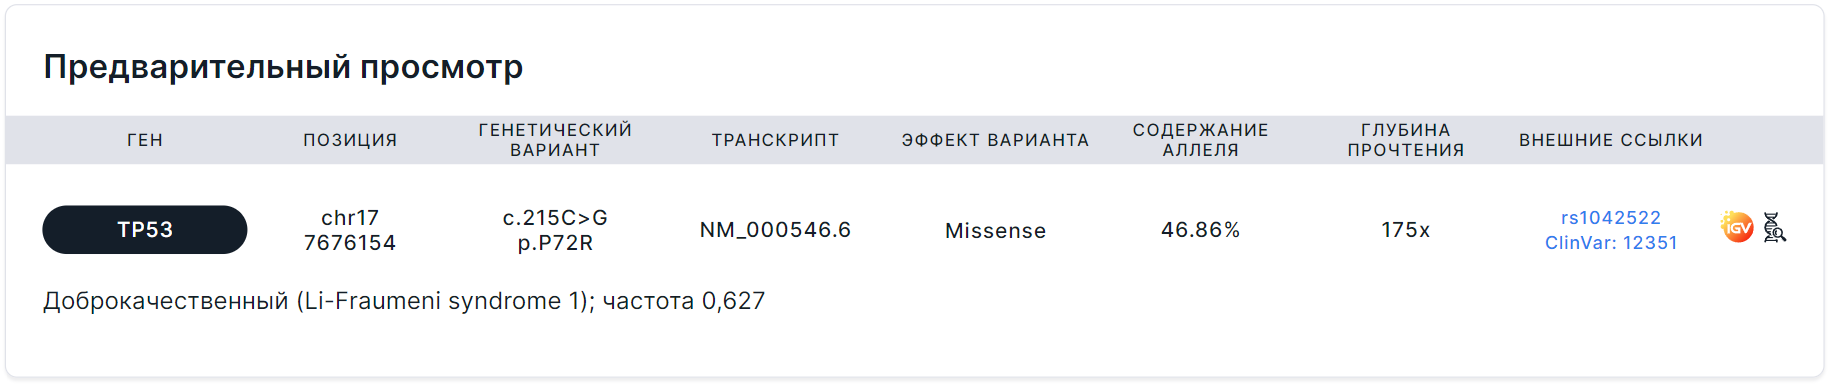 Предварительный просмотр
ГЕН
ПОЗИЦИЯ
ГЕНЕТИЧЕСКИЙ ВАРИАНТ
ТРАНСКРИПТ
ЭФФЕКТ ВАРИАНТА
СОДЕРЖАНИЕ АЛЛЕЛЯ
ГЛУБИНА ПРОЧТЕНИЯ
ВНЕШНИЕ ССЫЛКИ
TP53
chr17
7676154
c.215C>G
p.P72R
NM_000546.6
Missense
46.86%
175x
rs1042522
ClinVar: 12351
IGV
Доброкачественный (Li-Fraumeni syndrome 1); частота 0,627